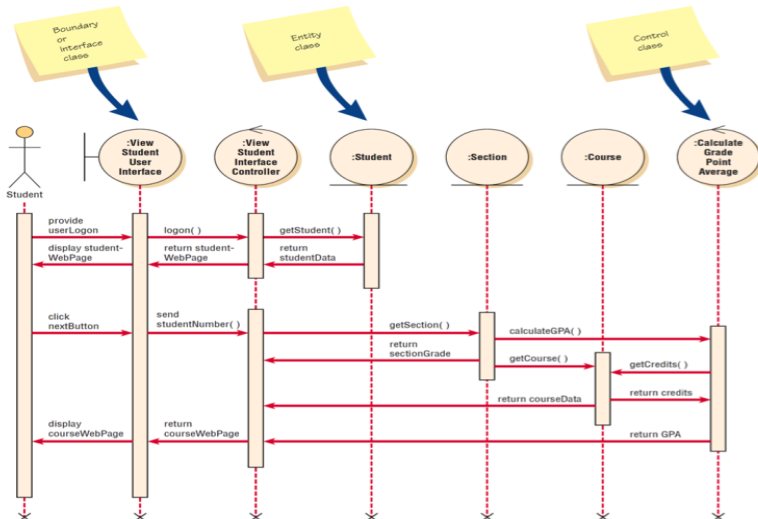 Boundary
or
interface
class
Entity
class
Control
class
Student
:View
Student
User
Interface
:View
Student
Interface
Controller
:Student
:Section
:Course
:Calculate
Grade
Point
Average
provide
userLogon
logon( )
getStudent( )
display student-
WebPage
return student-
WebPage
return
studentData
click
nextButton
send
studentNumber( )
getSection( )
calculateGPA( )
return
sectionGrade
getCourse( )
getCredits( )
return courseData
return credits
display
courseWebPage
return
courseWebPage
return GPA